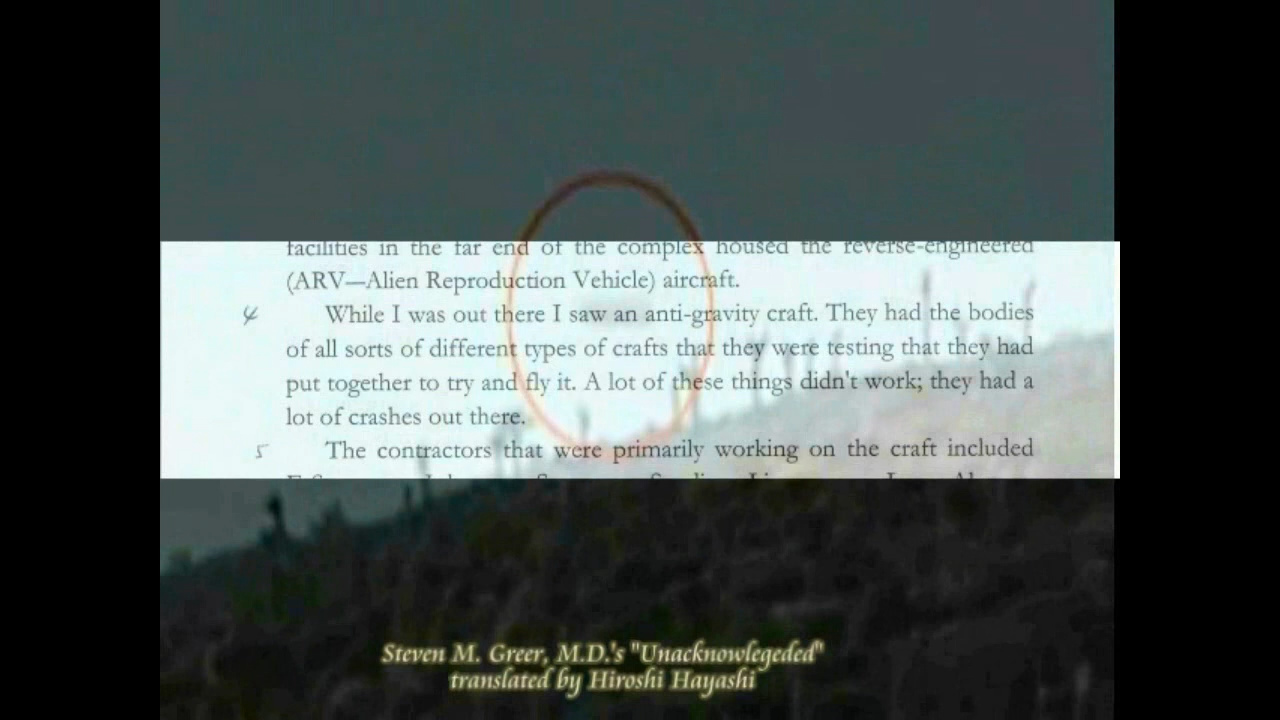 facilities in the far end of the complex housed the reverse-engineered
(ARV—Alien Reproduction Vehicle) aircraft.
4 While I was out there I saw an anti-gravity craft. They had the bodies
of all sorts of different types of crafts that they were testing that they had
put together to try and fly it. A lot of these things didn't work; they had a
lot of crashes out there.
5 The contractors that were primarily working on the craft included
Steven M. Greer, M.D.'s "Unacknowlegeded"
translated by Hiroshi Hayashi